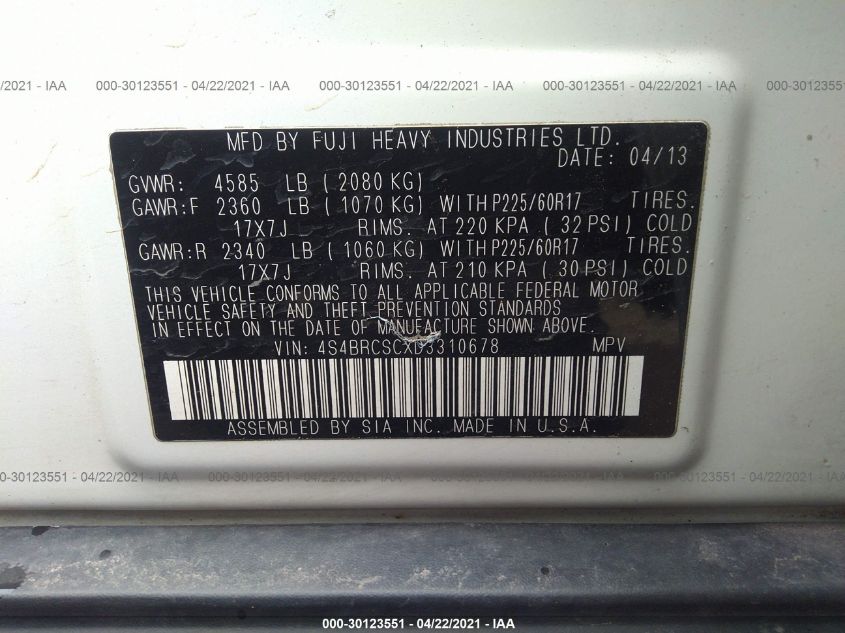 /2021 - IAA 000-30123551 - 04/22/2021 - IAA 000-30123551 - 04/22/2021 - IAA 000-30123551 - 04/22/2
MFD BY FUJI HEAVY INDUSTRIES LTD.
DATE: 04/13
GVWR: 4585 LB ( 2080 KG)
GAWR:F 2360 LB ( 1070 KG) WITH P225/60R17 TIRES.
17X7J RIMS. AT 220 KPA ( 32 PSI) COLD
GAWR:R 2340 LB ( 1060 KG) WITH P225/60R17 TIRES.
17X7J RIMS. AT 210 KPA ( 30 PSI) COLD
THIS VEHICLE CONFORMS TO ALL APPLICABLE FEDERAL MOTOR
VEHICLE SAFETY AND THEFT PREVENTION STANDARDS
IN EFFECT ON THE DATE OF MANUFACTURE SHOWN ABOVE.
VIN: 4S4BRCSCXD3310678 MPV
ASSEMBLED BY SIA INC. MADE IN U.S.A.
00-30123551 - 04/22/2021 - IAA 000-30123551 - 04/22/2021 - IAA 000-30123551 - 04/22/2021 - IAA
000-30123551 - 04/22/2021 - IAA